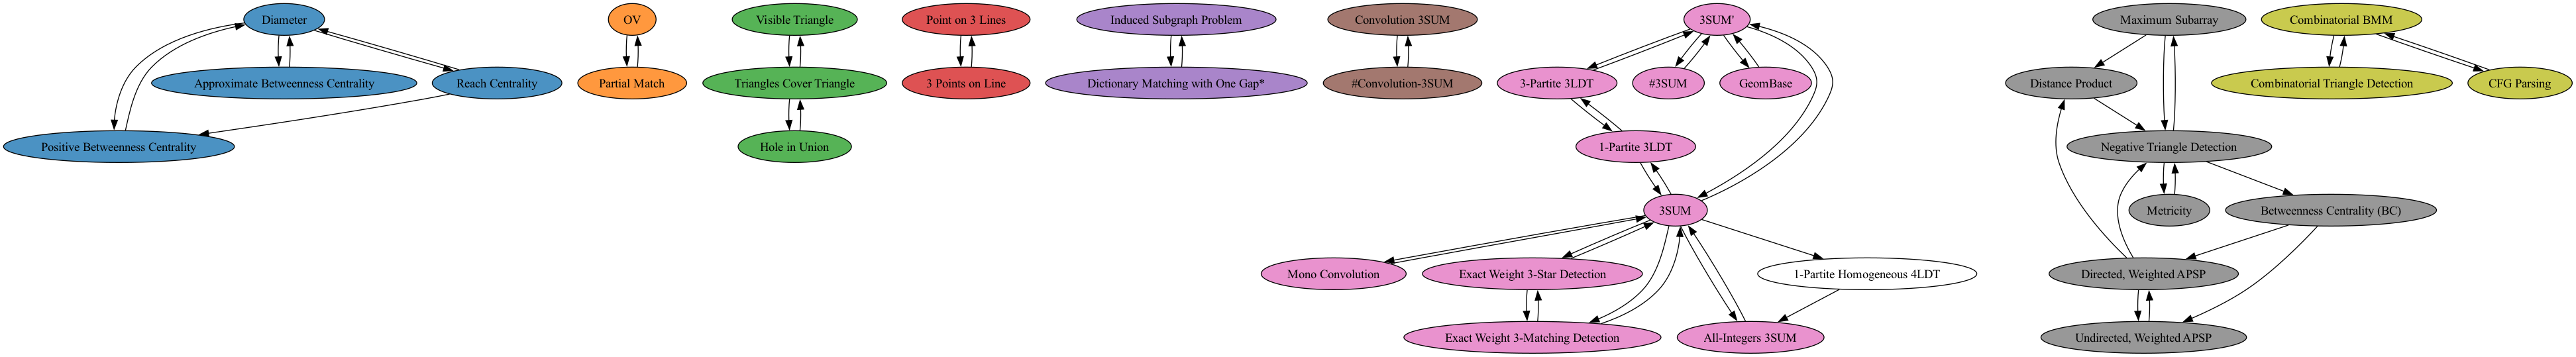 Diameter
OV
Visible Triangle
Point on 3 Lines
Induced Subgraph Problem
Convolution 3SUM
3SUM'
Maximum Subarray
Combinatorial BMM
Approximate Betweenness Centrality
Reach Centrality
Partial Match
Triangles Cover Triangle
3 Points on Line
Dictionary Matching with One Gap*
#Convolution-3SUM
3-Partite 3LDT
#3SUM
GeomBase
Distance Product
Combinatorial Triangle Detection
CFG Parsing
Positive Betweenness Centrality
Hole in Union
1-Partite 3LDT
Negative Triangle Detection
3SUM
Metricity
Betweenness Centrality (BC)
Mono Convolution
Exact Weight 3-Star Detection
1-Partite Homogeneous 4LDT
Directed, Weighted APSP
Exact Weight 3-Matching Detection
All-Integers 3SUM
Undirected, Weighted APSP